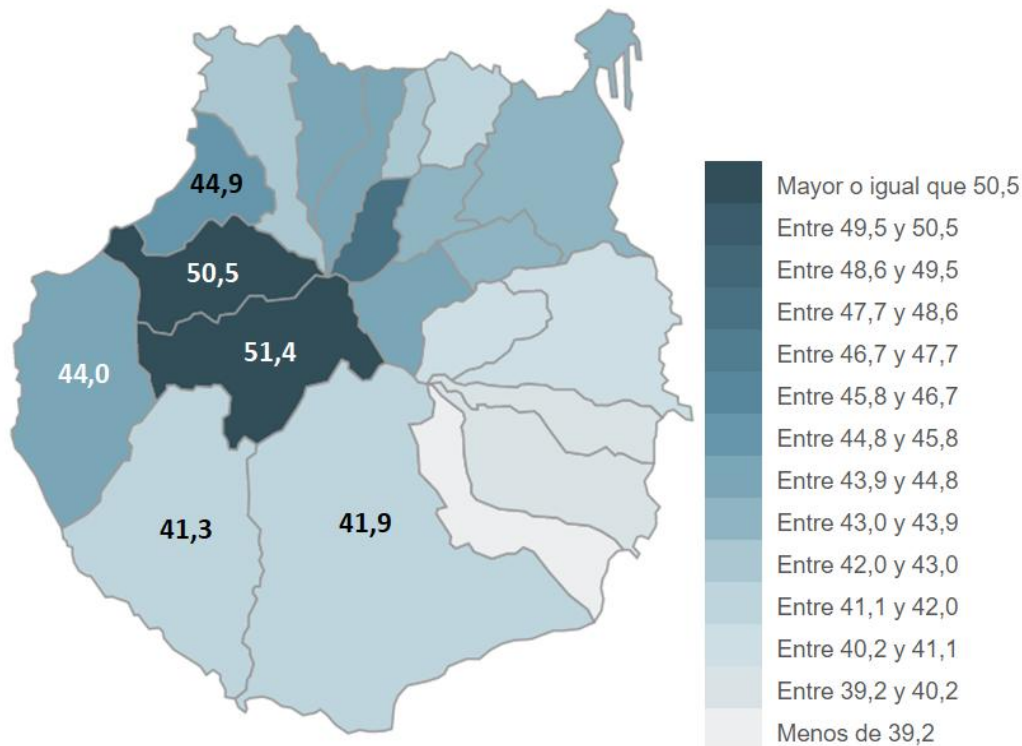 44,9
50,5
51,4
44,0
41,3
41,9
Mayor o igual que 50,5
Entre 49,5 y 50,5
Entre 48,6 y 49,5
Entre 47,7 y 48,6
Entre 46,7 y 47,7
Entre 45,8 y 46,7
Entre 44,8 y 45,8
Entre 43,9 y 44,8
Entre 43,0 y 43,9
Entre 42,0 y 43,0
Entre 41,1 y 42,0
Entre 40,2 y 41,1
Entre 39,2 y 40,2
Menos de 39,2